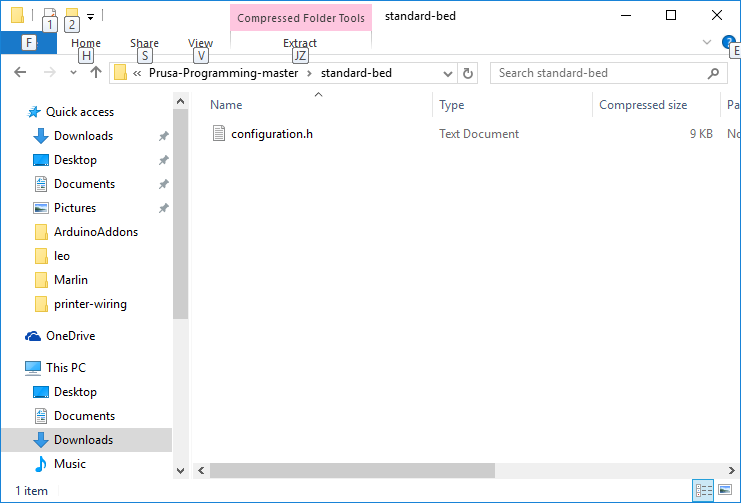 1 2 Compressed Folder Tools standard-bed
F Home Share View Extract
H S V JZ E
« Prusa-Programming-master › standard-bed Search standard-bed
Name Type Compressed size Pa
configuration.h Text Document 9 KB No
Quick access
Downloads
Desktop
Documents
Pictures
ArduinoAddons
leo
Marlin
printer-wiring
OneDrive
This PC
Desktop
Documents
Downloads
Music
1 item